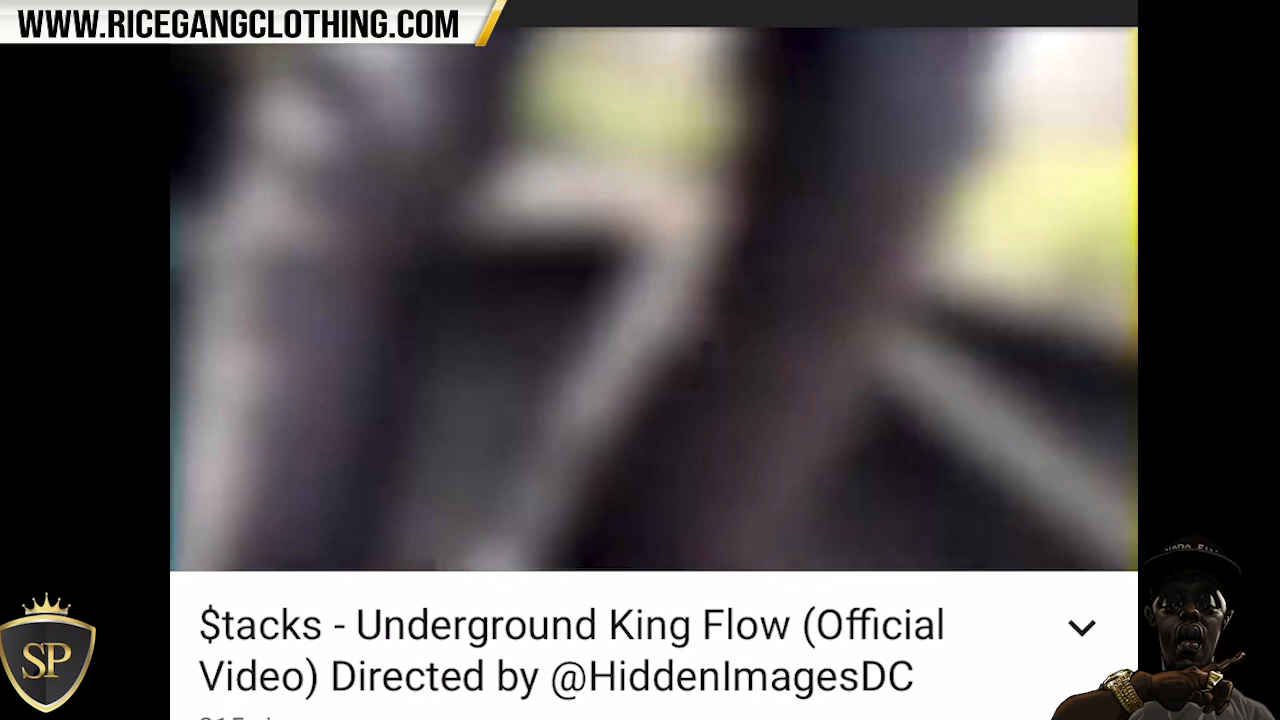 WWW.RICEGANGCLOTHING.COM
$tacks - Underground King Flow (Official
Video) Directed by @HiddenImagesDC
SP